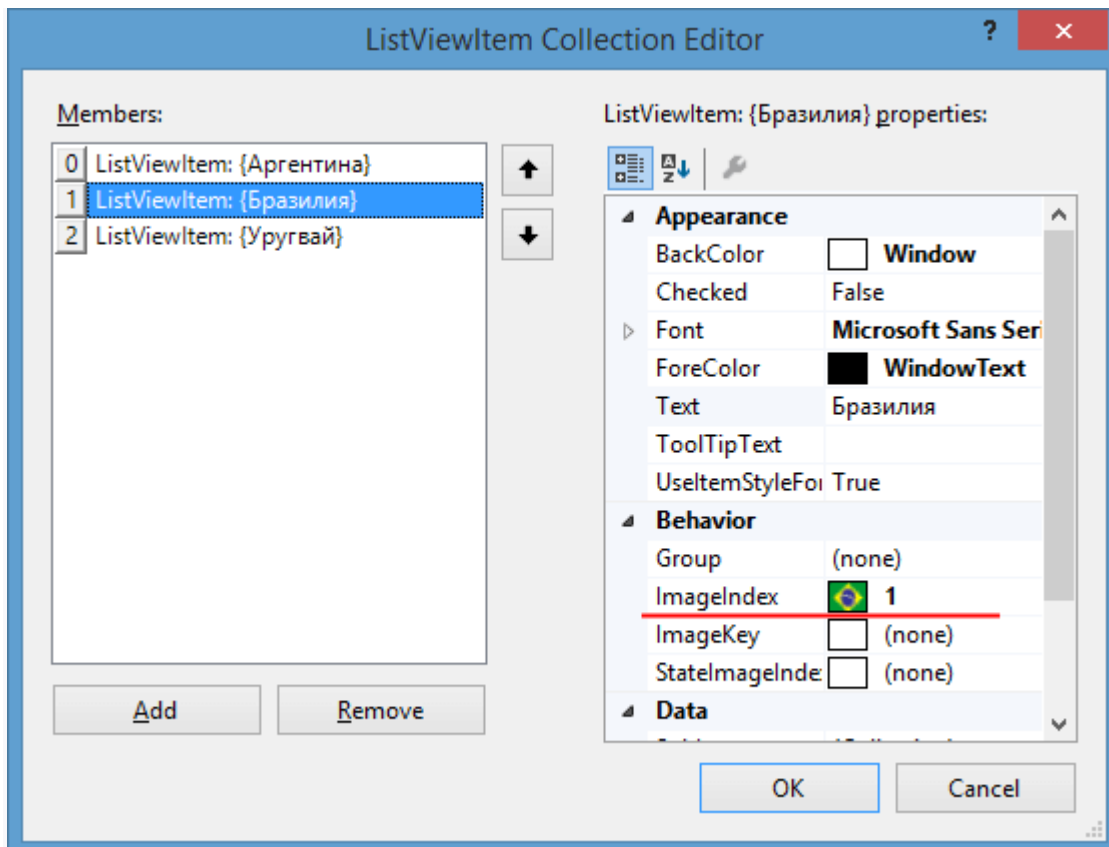 ListViewItem Collection Editor
?
Members:
ListViewItem: {Бразилия} properties:
0 ListViewItem: {Аргентина}
1 ListViewItem: {Бразилия}
2 ListViewItem: {Уругвай}
Appearance
BackColor Window
Checked False
Font Microsoft Sans Seri
ForeColor WindowText
Text Бразилия
ToolTipText
UseItemStyleFor True
Behavior
Group (none)
ImageIndex 1
ImageKey (none)
StateImageInde (none)
Data
Add Remove
OK Cancel